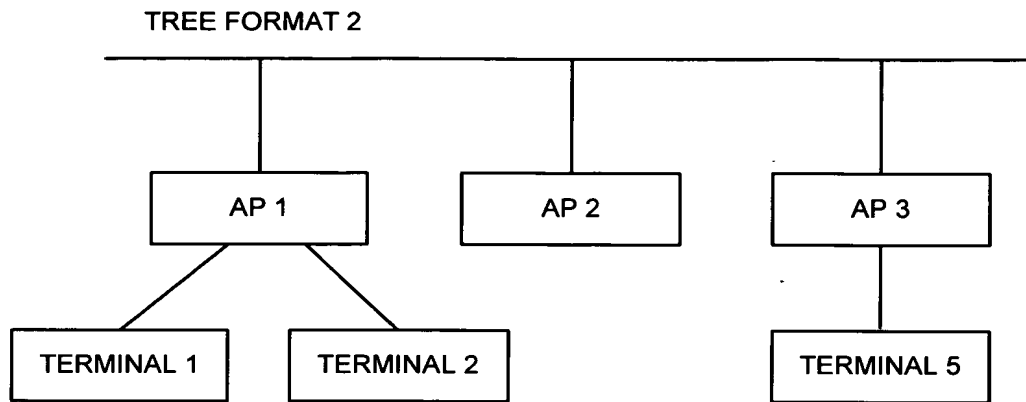 TREE FORMAT 2
AP 1
AP 2
AP 3
TERMINAL 1
TERMINAL 2
TERMINAL 5